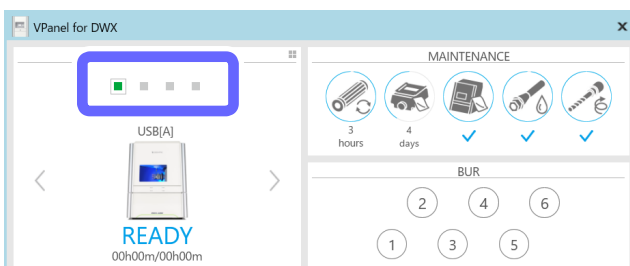 VPanel for DWX
x
USB[A]
READY
00h00m/00h00m
MAINTENANCE
3
hours
4
days
BUR
2 4 6
1 3 5